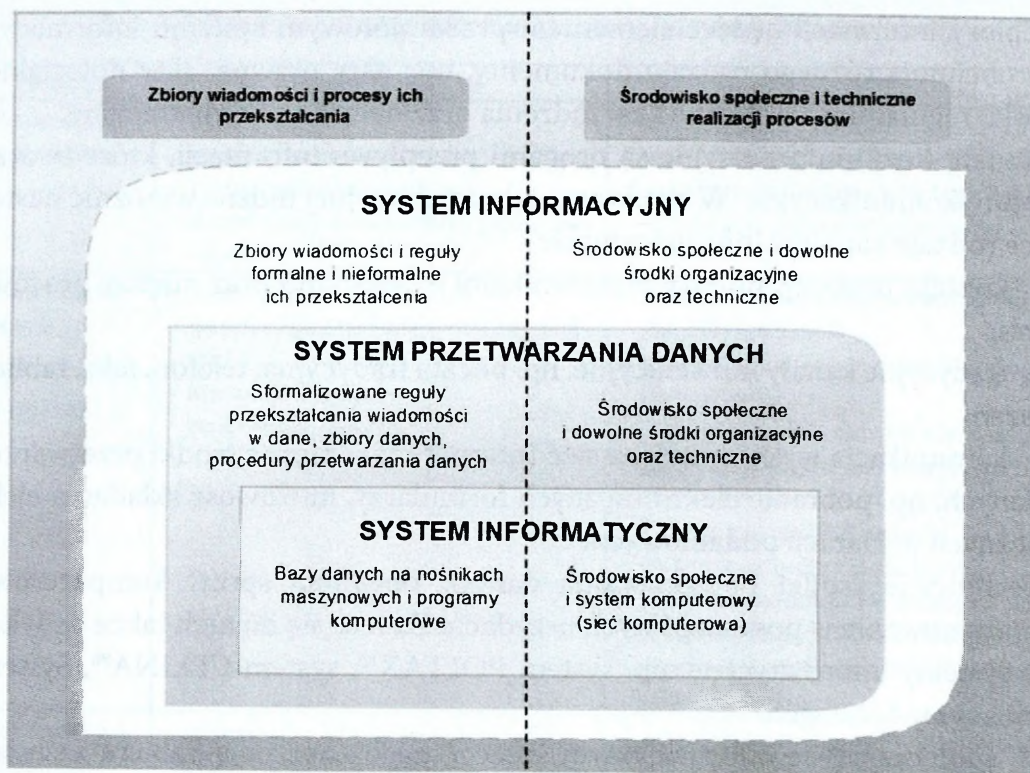 Zbiory wiadomości i procesy ich
przekształcania
Środowisko społeczne i techniczne
realizacji procesów
SYSTEM INFORMACYJNY
Zbiory wiadomości i reguły
formalne i nieformalne
ich przekształcenia
Środowisko społeczne i dowolne
środki organizacyjne
oraz techniczne
SYSTEM PRZETWARZANIA DANYCH
Sformalizowane reguły
przekształcania wiadomości
w dane, zbiory danych,
procedury przetwarzania danych
Środowisko społeczne
i dowolne środki organizacyjne
oraz techniczne
SYSTEM INFORMATYCZNY
Bazy danych na nośnikach
maszynowych i programy
komputerowe
Środowisko społeczne
i system komputerowy
(sieć komputerowa)